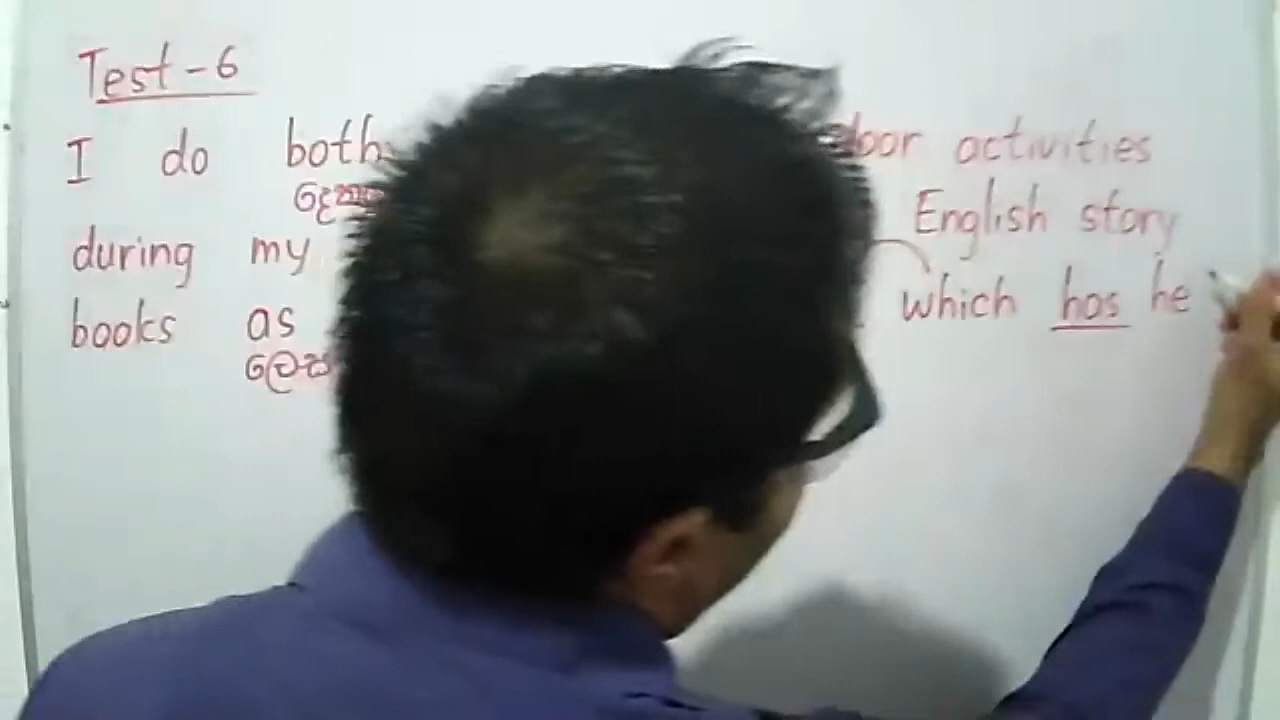 Test - 6
I do both door activities
during my English story
books as which has he